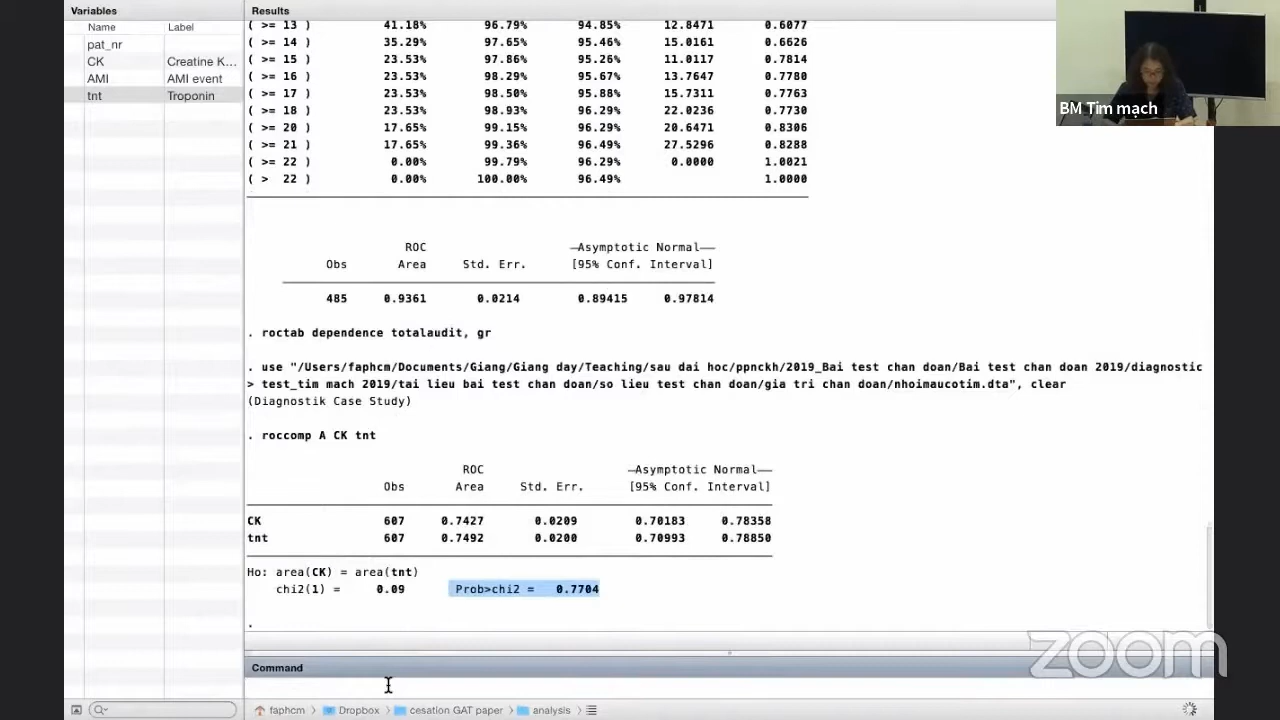 Variables
Name Label
pat_nr
CK Creatine K...
AMI AMI event
tnt Troponin
Results
( >= 13 ) 41.18% 96.79% 94.85% 12.8471 0.6077
( >= 14 ) 35.29% 97.65% 95.46% 15.0161 0.6626
( >= 15 ) 23.53% 97.86% 95.26% 11.0117 0.7814
( >= 16 ) 23.53% 98.29% 95.67% 13.7647 0.7780
( >= 17 ) 23.53% 98.50% 95.88% 15.7311 0.7763
( >= 18 ) 23.53% 98.93% 96.29% 22.0236 0.7730
( >= 20 ) 17.65% 99.15% 96.29% 20.6471 0.8306
( >= 21 ) 17.65% 99.36% 96.49% 27.5296 0.8288
( >= 22 ) 0.00% 99.79% 96.29% 0.0000 1.0021
( > 22 ) 0.00% 100.00% 96.49% 1.0000
ROC —Asymptotic Normal—
Obs Area Std. Err. [95% Conf. Interval]
485 0.9361 0.0214 0.89415 0.97814
. roctab dependence totalaudit, gr
. use "/Users/faphcm/Documents/Giang/Giang day/Teaching/sau dai hoc/ppnckh/2019_Bai test chan doan/Bai test chan doan 2019/diagnostic
> test_tim mach 2019/tai lieu bai test chan doan/so lieu test chan doan/gia tri chan doan/nhoimaucotim.dta", clear
(Diagnostik Case Study)
. roccomp A CK tnt
ROC —Asymptotic Normal—
Obs Area Std. Err. [95% Conf. Interval]
CK 607 0.7427 0.0209 0.70183 0.78358
tnt 607 0.7492 0.0200 0.70993 0.78850
Ho: area(CK) = area(tnt)
chi2(1) = 0.09 Prob>chi2 = 0.7704
.
Command
faphcm > Dropbox > cesation GAT paper > analysis >
BM Tim mạch
zoom